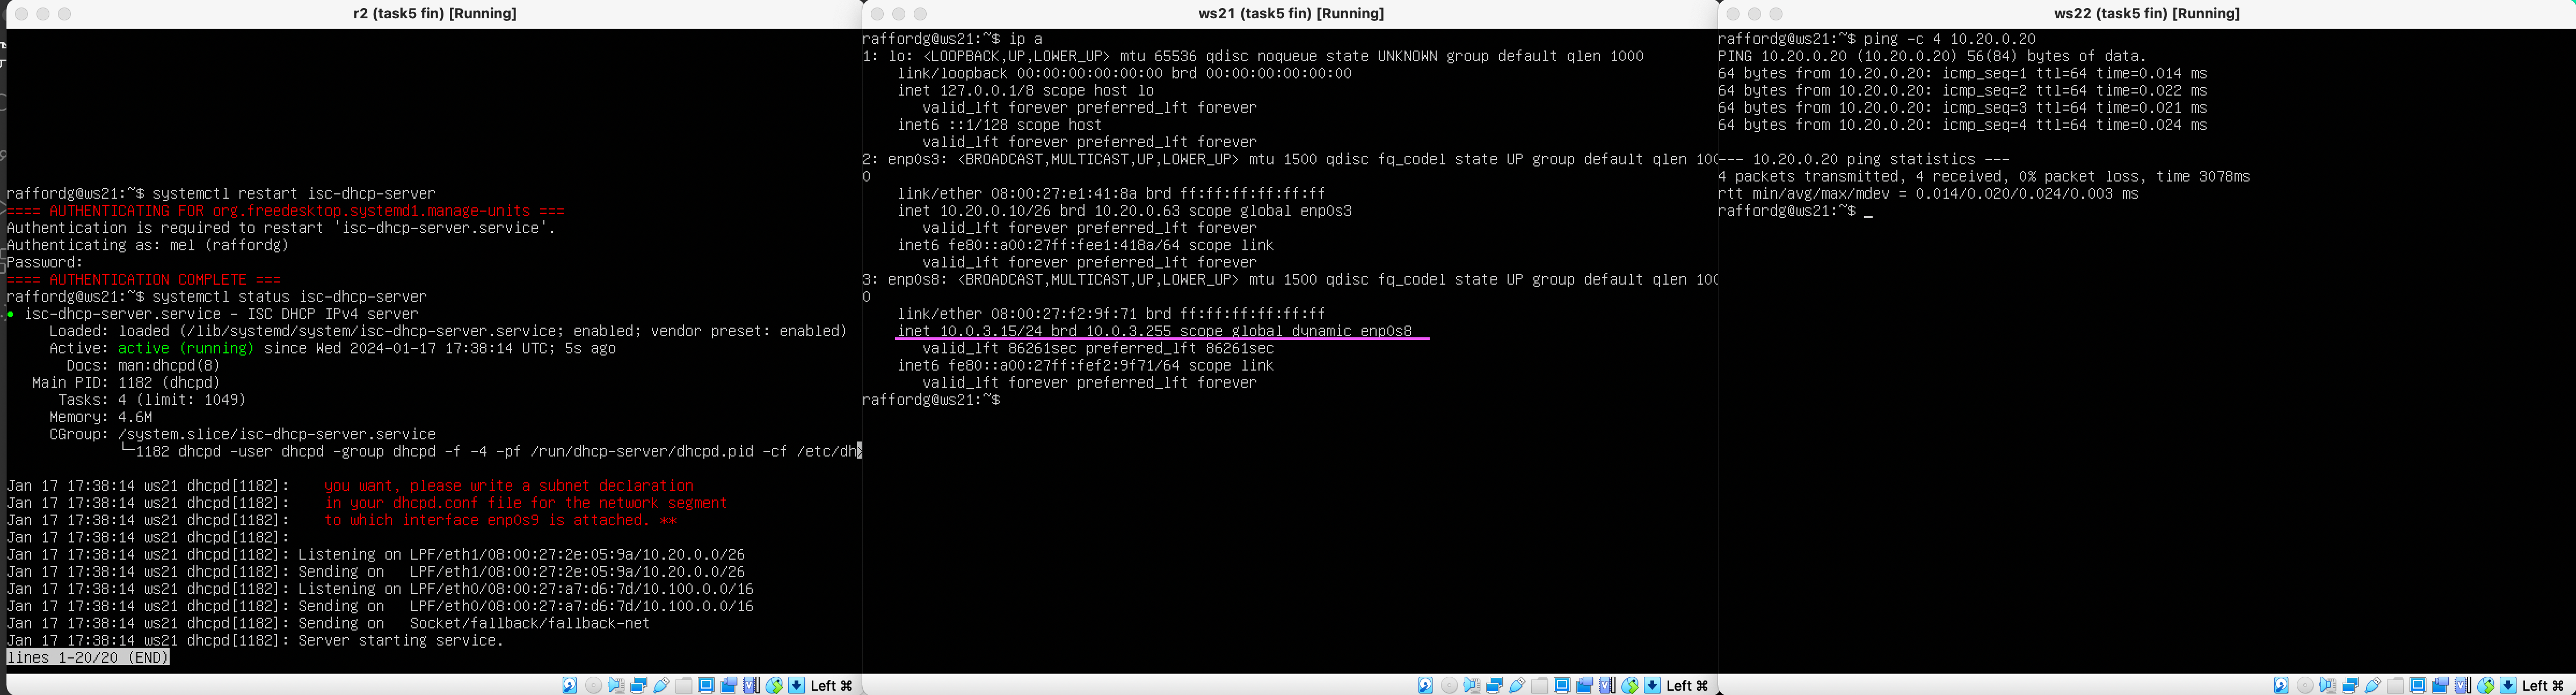 r2 (task5 fin) [Running]
raffordg@ws21:~$ systemctl restart isc-dhcp-server
==== AUTHENTICATING FOR org.freedesktop.systemd1.manage-units ===
Authentication is required to restart 'isc-dhcp-server.service'.
Authenticating as: mel (raffordg)
Password:
==== AUTHENTICATION COMPLETE ===
raffordg@ws21:~$ systemctl status isc-dhcp-server
● isc-dhcp-server.service - ISC DHCP IPv4 server
Loaded: loaded (/lib/systemd/system/isc-dhcp-server.service; enabled; vendor preset: enabled)
Active: active (running) since Wed 2024-01-17 17:38:14 UTC; 5s ago
Docs: man:dhcpd(8)
Main PID: 1182 (dhcpd)
Tasks: 4 (limit: 1049)
Memory: 4.6M
CGroup: /system.slice/isc-dhcp-server.service
└─1182 dhcpd -user dhcpd -group dhcpd -f -4 -pf /run/dhcp-server/dhcpd.pid -cf /etc/dh>
Jan 17 17:38:14 ws21 dhcpd[1182]:    you want, please write a subnet declaration
Jan 17 17:38:14 ws21 dhcpd[1182]:    in your dhcpd.conf file for the network segment
Jan 17 17:38:14 ws21 dhcpd[1182]:    to which interface enp0s9 is attached. **
Jan 17 17:38:14 ws21 dhcpd[1182]:
Jan 17 17:38:14 ws21 dhcpd[1182]: Listening on LPF/eth1/08:00:27:2e:05:9a/10.20.0.0/26
Jan 17 17:38:14 ws21 dhcpd[1182]: Sending on   LPF/eth1/08:00:27:2e:05:9a/10.20.0.0/26
Jan 17 17:38:14 ws21 dhcpd[1182]: Listening on LPF/eth0/08:00:27:a7:d6:7d/10.100.0.0/16
Jan 17 17:38:14 ws21 dhcpd[1182]: Sending on   LPF/eth0/08:00:27:a7:d6:7d/10.100.0.0/16
Jan 17 17:38:14 ws21 dhcpd[1182]: Sending on   Socket/fallback/fallback-net
Jan 17 17:38:14 ws21 dhcpd[1182]: Server starting service.
lines 1-20/20 (END)
Left ⌘
ws21 (task5 fin) [Running]
raffordg@ws21:~$ ip a
1: lo: <LOOPBACK,UP,LOWER_UP> mtu 65536 qdisc noqueue state UNKNOWN group default qlen 1000
link/loopback 00:00:00:00:00:00 brd 00:00:00:00:00:00
inet 127.0.0.1/8 scope host lo
valid_lft forever preferred_lft forever
inet6 ::1/128 scope host
valid_lft forever preferred_lft forever
2: enp0s3: <BROADCAST,MULTICAST,UP,LOWER_UP> mtu 1500 qdisc fq_codel state UP group default qlen 100
0
link/ether 08:00:27:e1:41:8a brd ff:ff:ff:ff:ff:ff
inet 10.20.0.10/26 brd 10.20.0.63 scope global enp0s3
valid_lft forever preferred_lft forever
inet6 fe80::a00:27ff:fee1:418a/64 scope link
valid_lft forever preferred_lft forever
3: enp0s8: <BROADCAST,MULTICAST,UP,LOWER_UP> mtu 1500 qdisc fq_codel state UP group default qlen 100
0
link/ether 08:00:27:f2:9f:71 brd ff:ff:ff:ff:ff:ff
inet 10.0.3.15/24 brd 10.0.3.255 scope global dynamic enp0s8
valid_lft 86261sec preferred_lft 86261sec
inet6 fe80::a00:27ff:fef2:9f71/64 scope link
valid_lft forever preferred_lft forever
raffordg@ws21:~$
Left ⌘
ws22 (task5 fin) [Running]
raffordg@ws21:~$ ping -c 4 10.20.0.20
PING 10.20.0.20 (10.20.0.20) 56(84) bytes of data.
64 bytes from 10.20.0.20: icmp_seq=1 ttl=64 time=0.014 ms
64 bytes from 10.20.0.20: icmp_seq=2 ttl=64 time=0.022 ms
64 bytes from 10.20.0.20: icmp_seq=3 ttl=64 time=0.021 ms
64 bytes from 10.20.0.20: icmp_seq=4 ttl=64 time=0.024 ms
--- 10.20.0.20 ping statistics ---
4 packets transmitted, 4 received, 0% packet loss, time 3078ms
rtt min/avg/max/mdev = 0.014/0.020/0.024/0.003 ms
raffordg@ws21:~$ _
Left ⌘